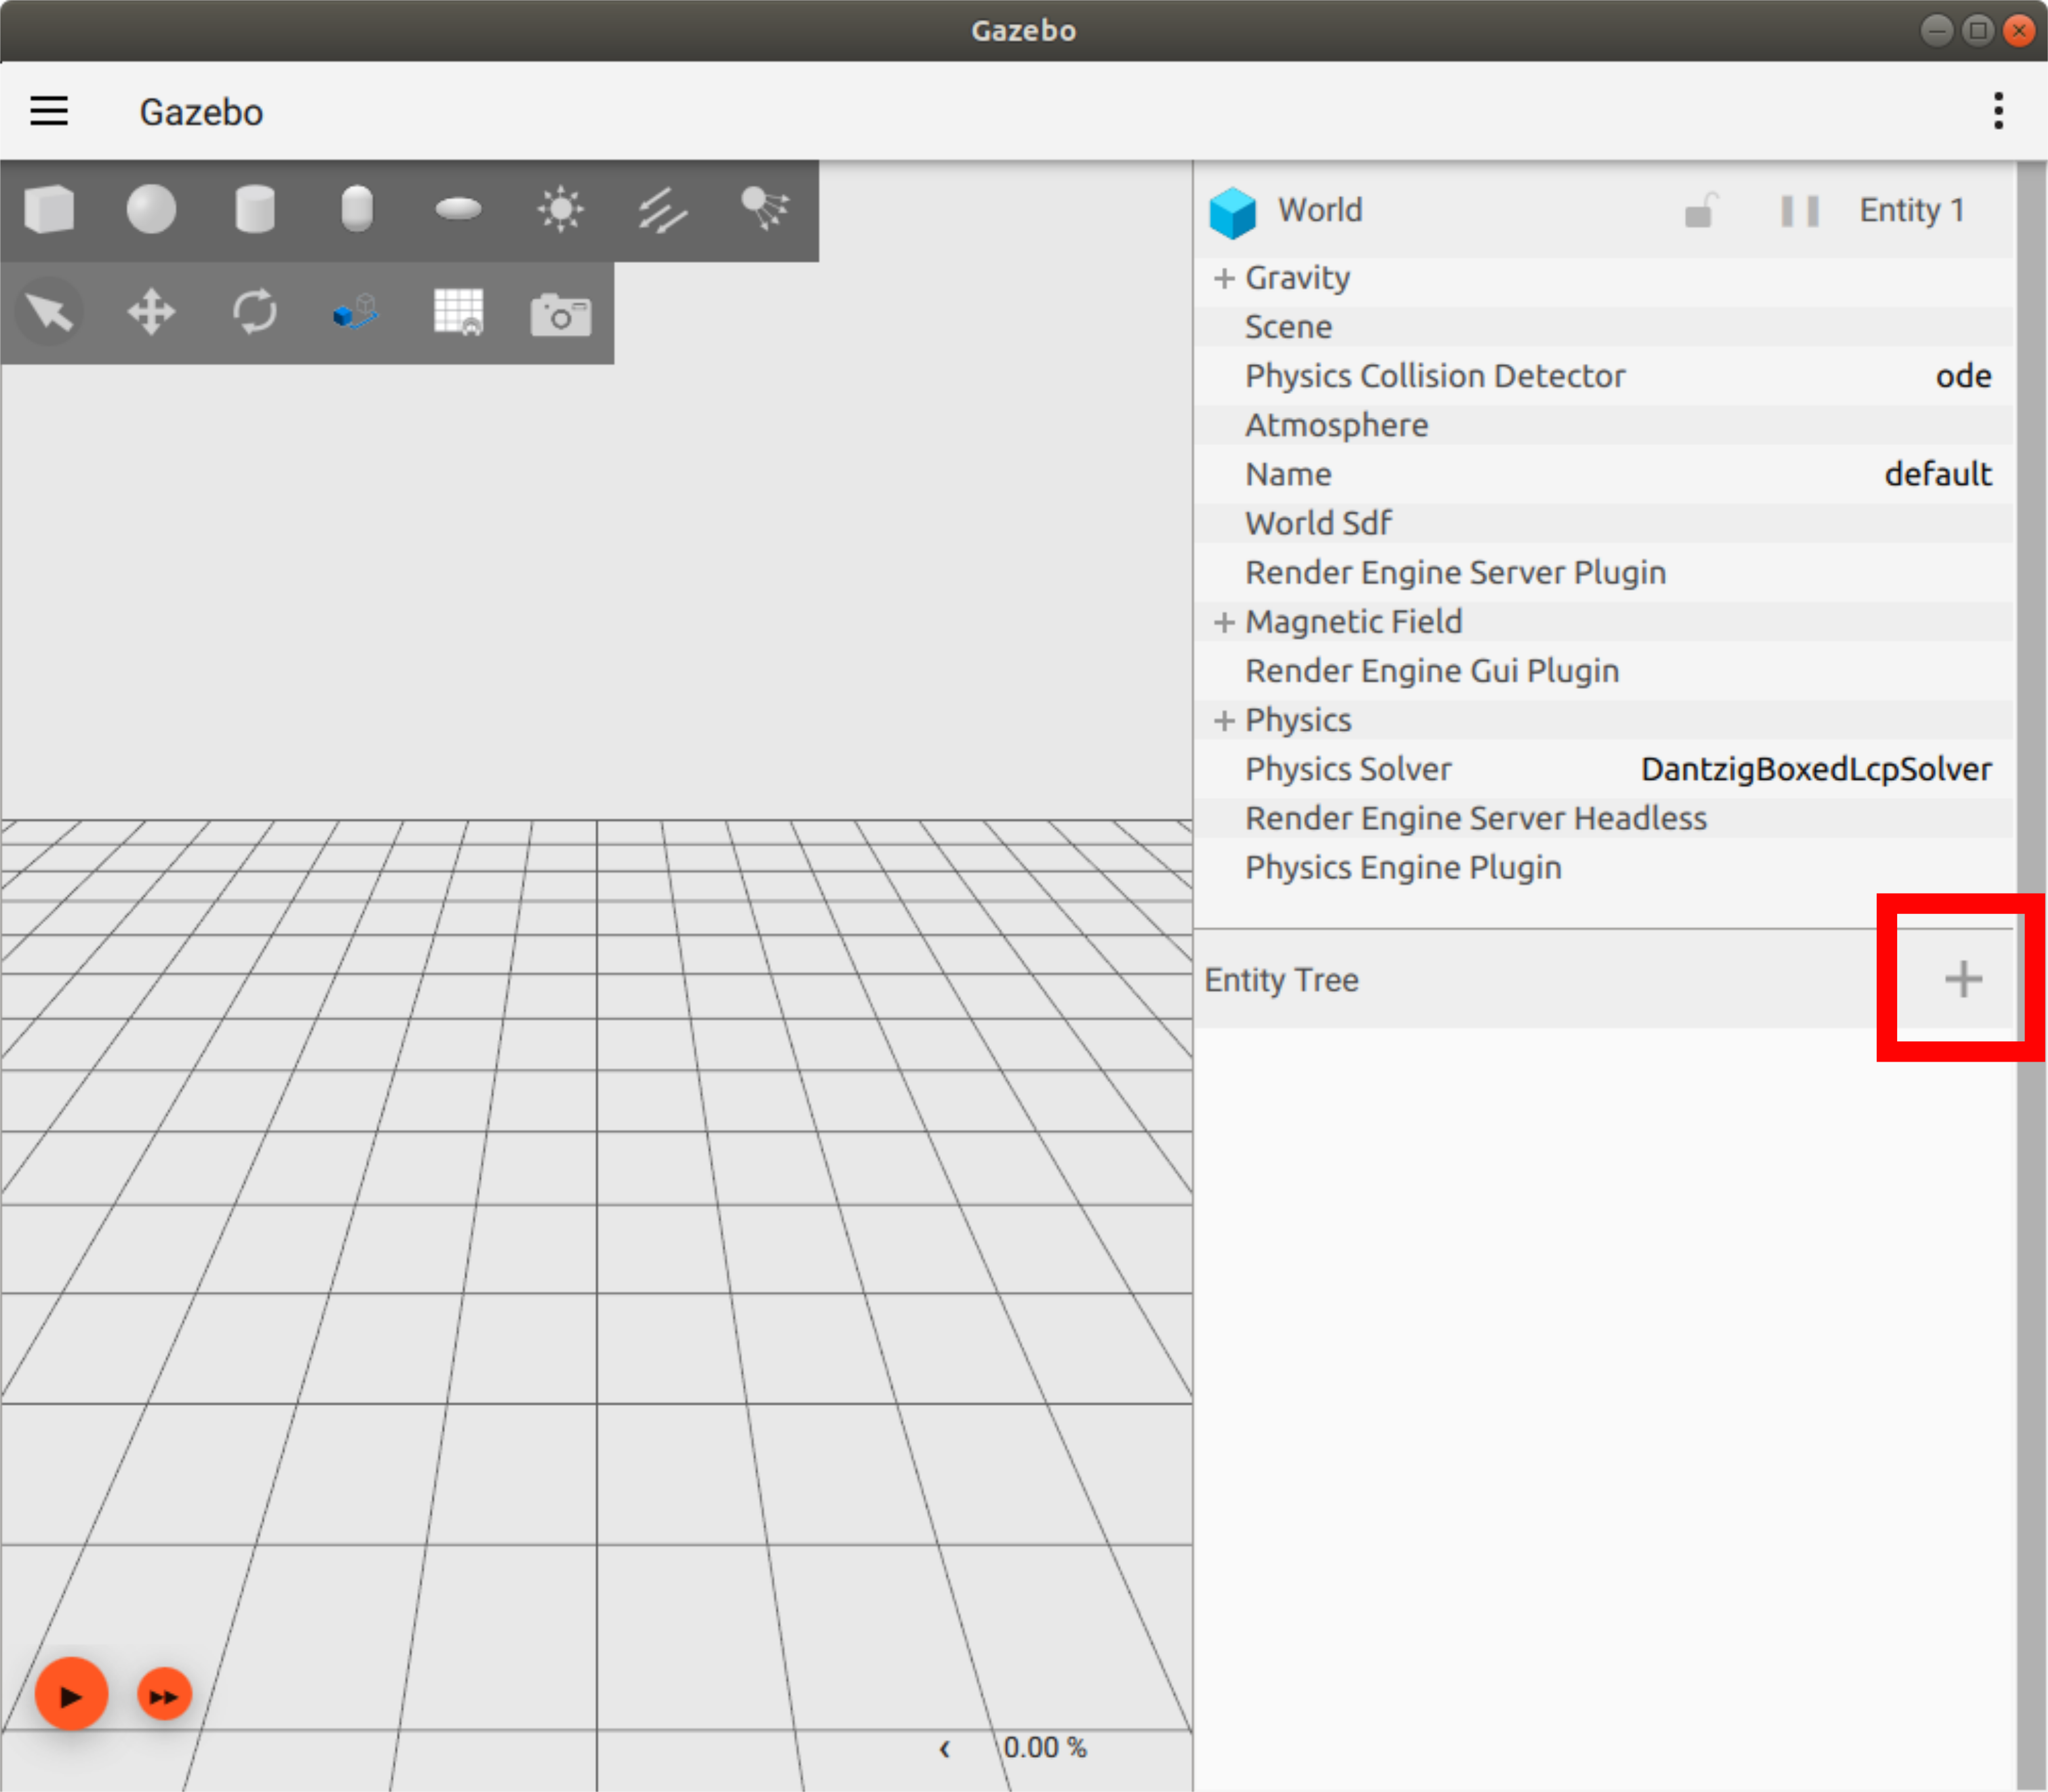 Gazebo
Gazebo
World Entity 1
Gravity
Scene
Physics Collision Detector ode
Atmosphere
Name default
World Sdf
Render Engine Server Plugin
Magnetic Field
Render Engine Gui Plugin
Physics
Physics Solver DantzigBoxedLcpSolver
Render Engine Server Headless
Physics Engine Plugin
Entity Tree
0.00 %